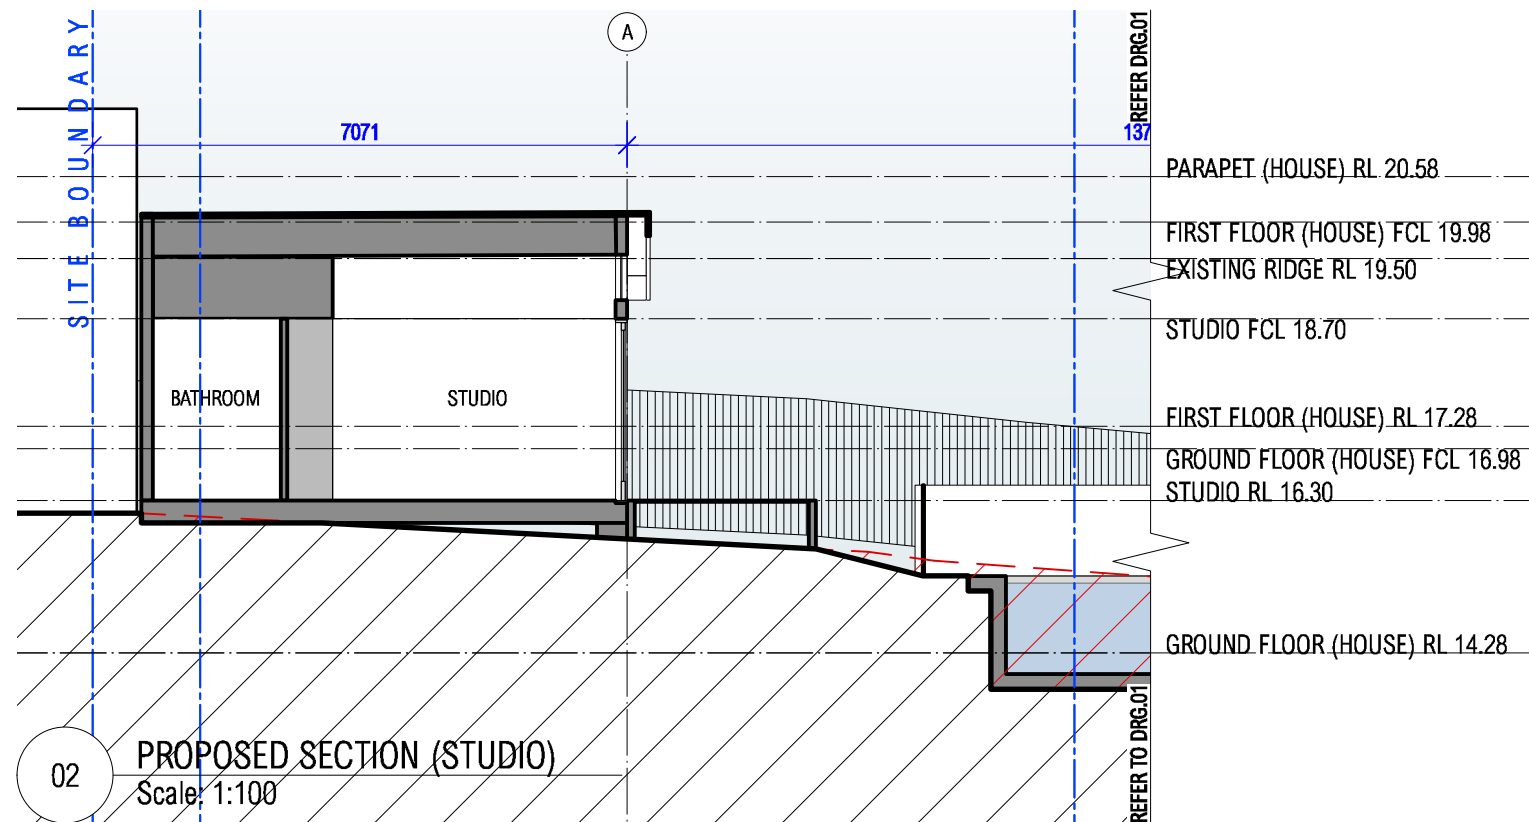 A
SITE BOUNDARY
REFER DRG.01
7071
137
PARAPET (HOUSE) RL 20.58
FIRST FLOOR (HOUSE) FCL 19.98
EXISTING RIDGE RL 19.50
STUDIO FCL 18.70
BATHROOM
STUDIO
FIRST FLOOR (HOUSE) RL 17.28
GROUND FLOOR (HOUSE) FCL 16.98
STUDIO RL 16.30
GROUND FLOOR (HOUSE) RL 14.28
REFER TO DRG.01
02
PROPOSED SECTION (STUDIO)
Scale: 1:100